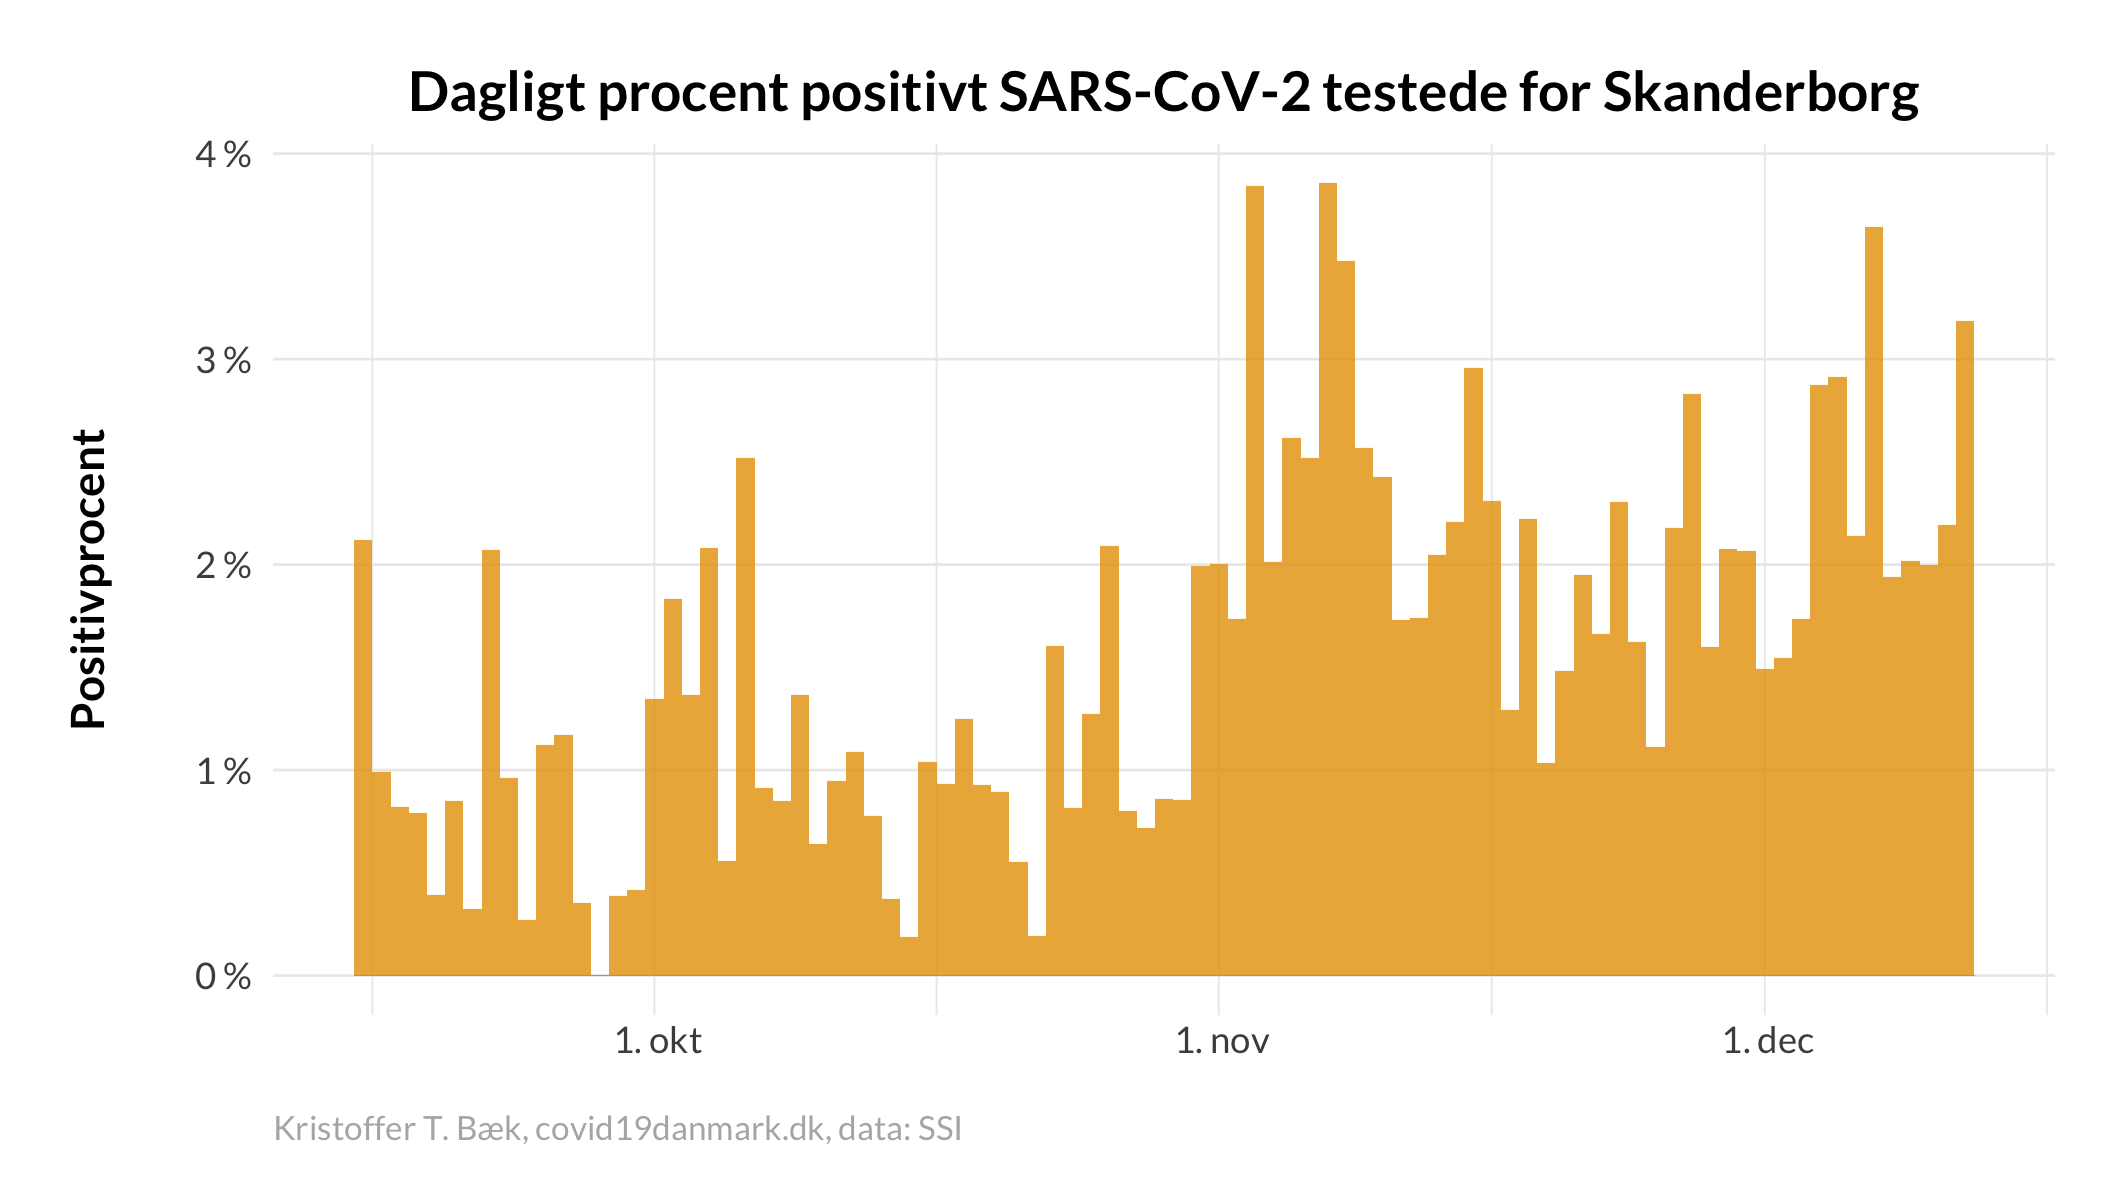 Dagligt procent positivt SARS-CoV-2 testede for Skanderborg
Positivprocent
4 %
3 %
2 %
1 %
0 %
1. okt
1. nov
1. dec
Kristoffer T. Bæk, covid19danmark.dk, data: SSI